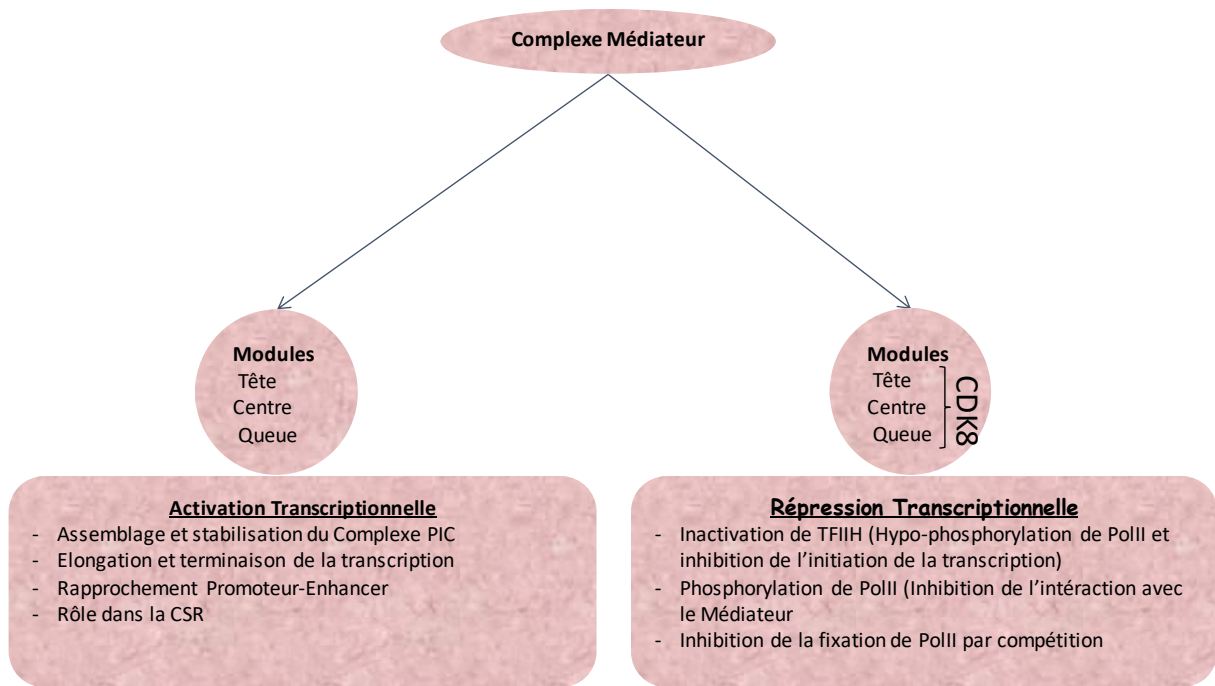 Complexe Médiateur
Modules
Tête
Centre
Queue
Modules
Tête
Centre
Queue
CDK8
Activation Transcriptionnelle
- Assemblage et stabilisation du Complexe PIC
- Elongation et terminaison de la transcription
- Rapprochement Promoteur-Enhancer
- Rôle dans la CSR
Répression Transcriptionnelle
- Inactivation de TFIIH (Hypo-phosphorylation de PolII et
inhibition de l'initiation de la transcription)
- Phosphorylation de PolII (Inhibition de l'intéraction avec
le Médiateur
- Inhibition de la fixation de PolII par compétition